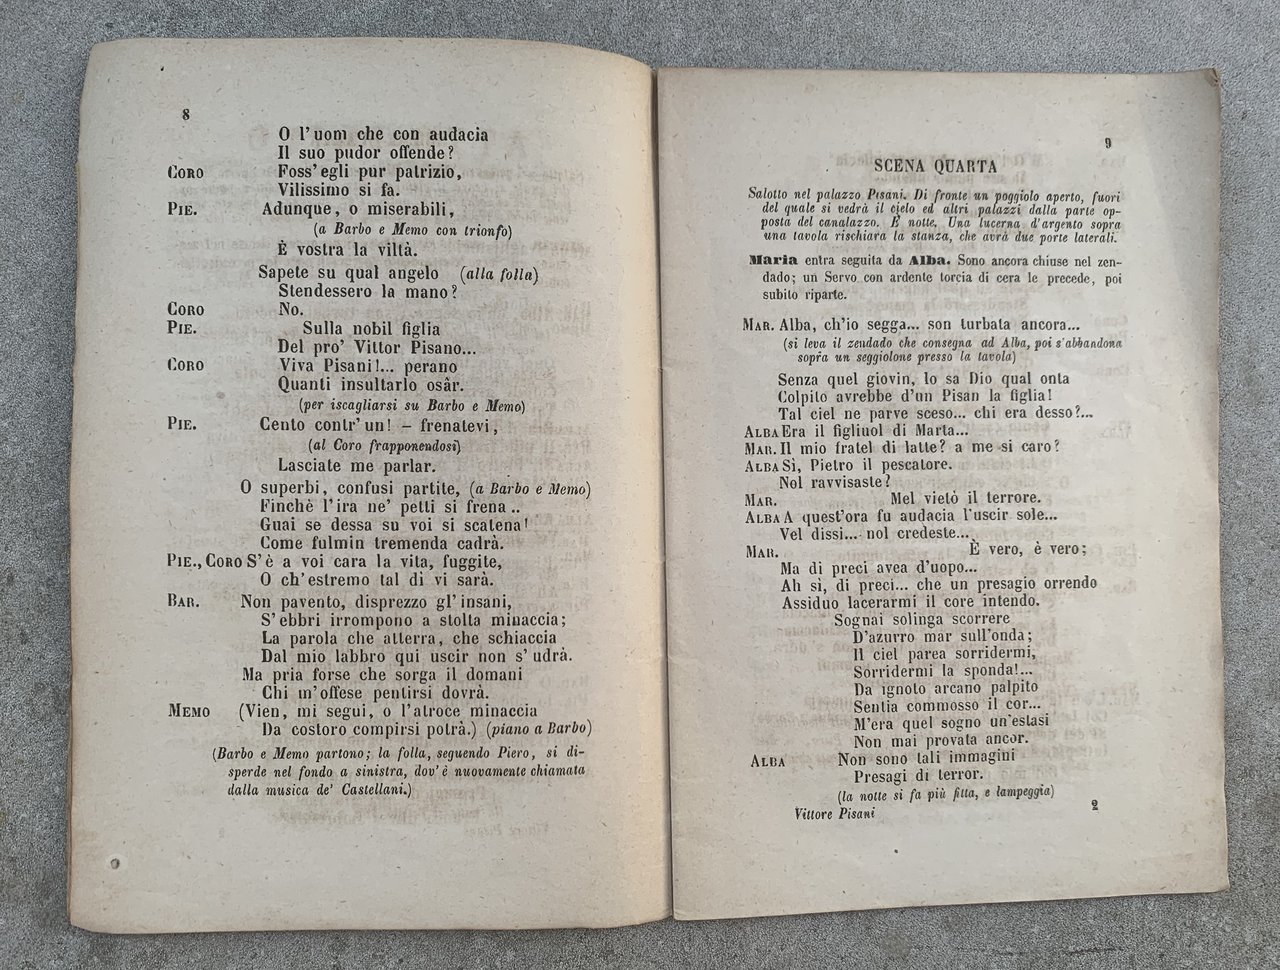 8
O l'uom che con audacia
Il suo pudor offende?
CORO Foss'egli pur patrizio,
Vilissimo si fa.
PIE. Adunque, o miserabili,
(a Barbo e Memo con trionfo)
È vostra la viltà.
Sapete su qual angelo (alla folla)
Stendessero la mano?
CORO No.
PIE. Sulla nobil figlia
Del pro' Vittor Pisano...
CORO Viva Pisani!... perano
Quanti insultarlo osâr.
(per iscagliarsi su Barbo e Memo)
PIE. Cento contr'un! – frenatevi,
(al Coro frapponendosi)
Lasciate me parlar.
O superbi, confusi partite, (a Barbo e Memo)
Finchè l'ira ne' petti si frena..
Guai se dessa su voi si scatena!
Come fulmin tremenda cadrà.
PIE., CORO S'è a voi cara la vita, fuggite,
O ch'estremo tal dì vi sarà.
BAR. Non pavento, disprezzo gl'insani,
S'ebbri irrompono a stolta minaccia;
La parola che atterra, che schiaccia
Dal mio labbro qui uscir non s'udrà.
Ma pria forse che sorga il domani
Chi m'offese pentirsi dovrà.
MEMO (Vien, mi segui, o l'atroce minaccia
Da costoro compirsi potrà.) (piano a Barbo)
(Barbo e Memo partono; la folla, seguendo Piero, si di-
sperde nel fondo a sinistra, dov'è nuovamente chiamata
dalla musica de' Castellani.)
9
SCENA QUARTA
Salotto nel palazzo Pisani. Di fronte un poggiolo aperto, fuori
del quale si vedrà il cielo ed altri palazzi dalla parte op-
posta del canalazzo. È notte. Una lucerna d'argento sopra
una tavola rischiara la stanza, che avrà due porte laterali.
Maria entra seguita da Alba. Sono ancora chiuse nel zen-
dado; un Servo con ardente torcia di cera le precede, poi
subito riparte.
MAR. Alba, ch'io segga... son turbata ancora...
(si leva il zendado che consegna ad Alba, poi s'abbandona
sopra un seggiolone presso la tavola)
Senza quel giovin, lo sa Dio qual onta
Colpito avrebbe d'un Pisan la figlia!
Tal ciel ne parve sceso... chi era desso?...
ALBA Era il figliuol di Marta...
MAR. Il mio fratel di latte? a me sì caro?
ALBA Sì, Pietro il pescatore.
Nol ravvisaste?
MAR. Mel vietò il terrore.
ALBA A quest'ora fu audacia l'uscir sole...
Vel dissi... nol credeste...
MAR. È vero, è vero;
Ma di preci avea d'uopo...
Ah sì, di preci... che un presagio orrendo
Assiduo lacerarmi il core intendo.
Sognai solinga scorrere
D'azurro mar sull'onda;
Il ciel parea sorridermi,
Sorridermi la sponda!...
Da ignoto arcano palpito
Sentia commosso il cor...
M'era quel sogno un'estasi
Non mai provata ancor.
ALBA Non sono tali immagini
Presagi di terror.
(la notte si fa più fitta, e lampeggia)
Vittore Pisani 2